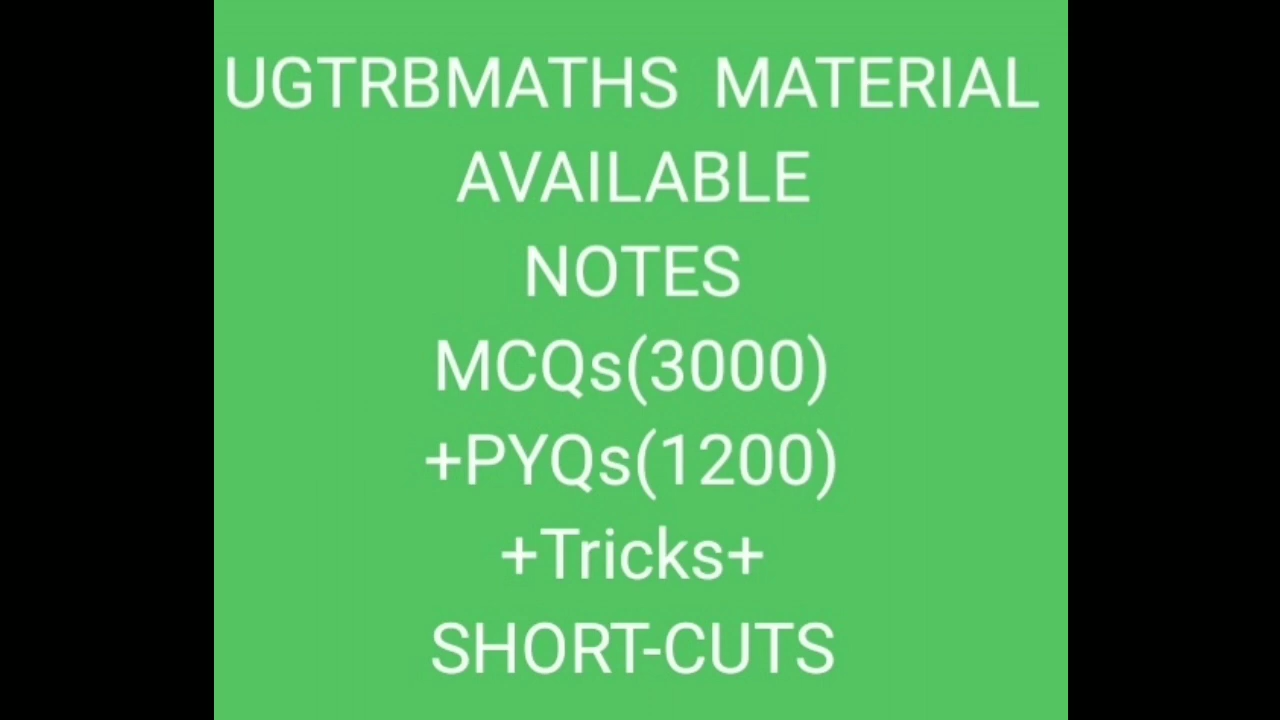 UGTRBMATHS MATERIAL
AVAILABLE
NOTES
MCQs(3000)
+PYQs(1200)
+Tricks+
SHORT-CUTS